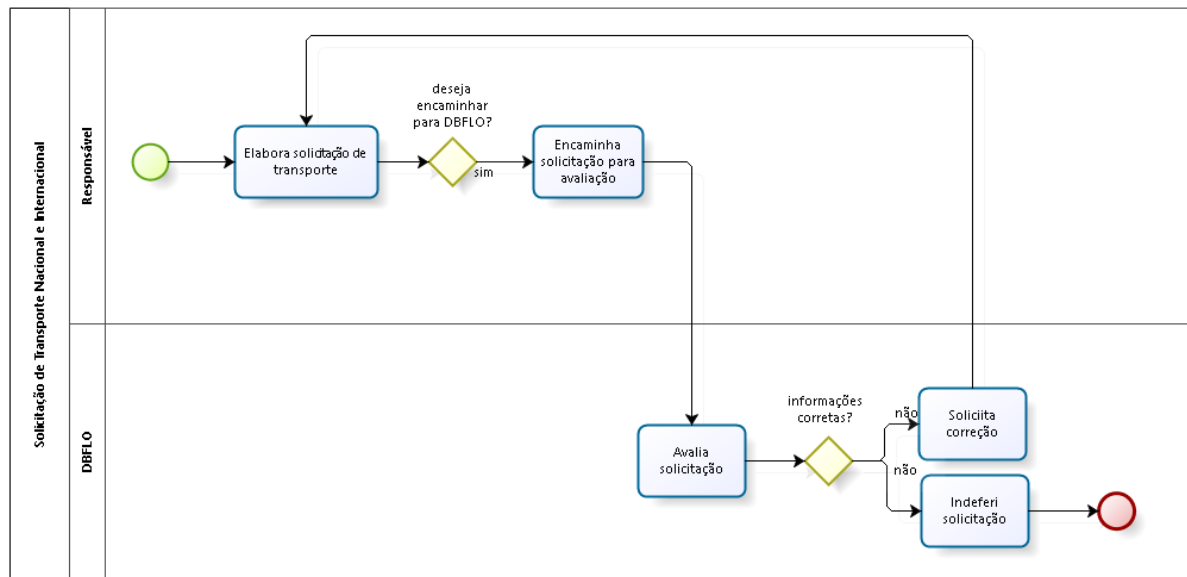 Solicitação de Transporte Nacional e Internacional
Responsável
deseja
encaminhar
para DBFLO?
Elabora solicitação de
transporte
sim
Encaminha
solicitação para
avaliação
DBFLO
Avalia
solicitação
informações
corretas?
não
não
Soliciita
correção
Indeferi
solicitação